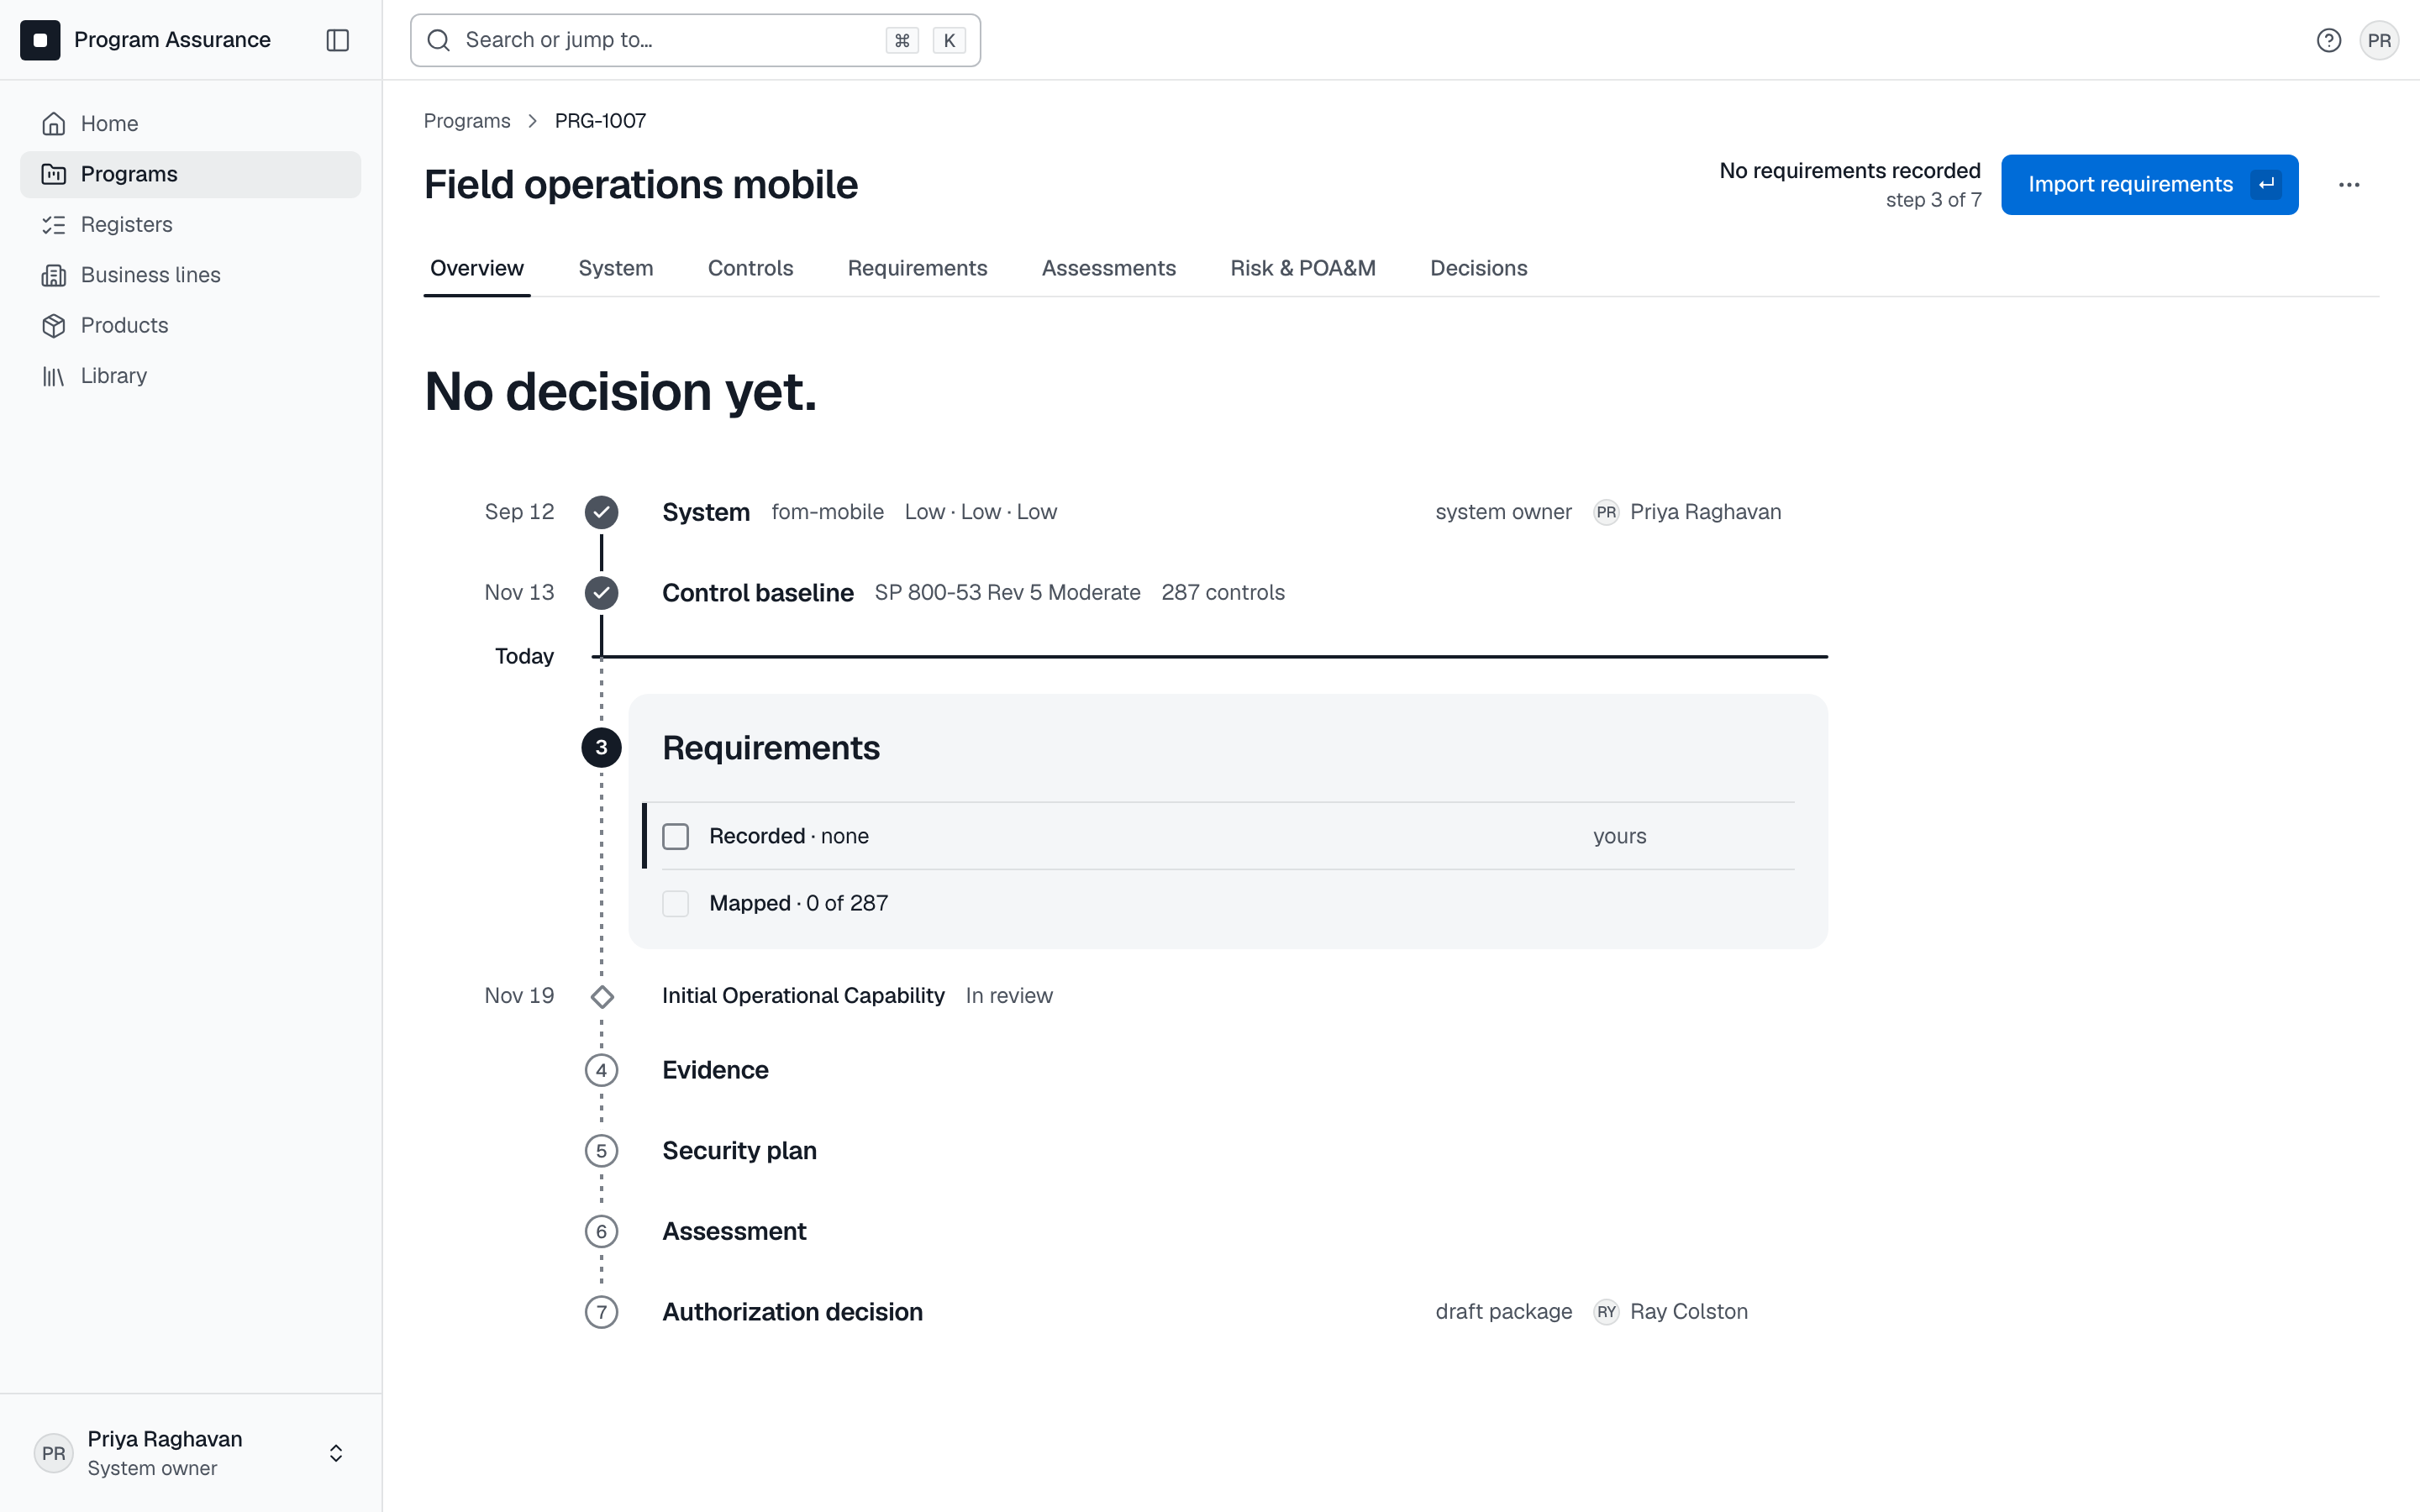 Program Assurance
Search or jump to... ⌘ K
PR
Home
Programs
Registers
Business lines
Products
Library
Programs > PRG-1007
Field operations mobile
No requirements recorded
step 3 of 7
Import requirements
Overview System Controls Requirements Assessments Risk & POA&M Decisions
No decision yet.
Sep 12 System fom-mobile Low · Low · Low system owner PR Priya Raghavan
Nov 13 Control baseline SP 800-53 Rev 5 Moderate 287 controls
Today
3 Requirements
Recorded · none yours
Mapped · 0 of 287
Nov 19 Initial Operational Capability In review
4 Evidence
5 Security plan
6 Assessment
7 Authorization decision draft package RY Ray Colston
PR Priya Raghavan
System owner